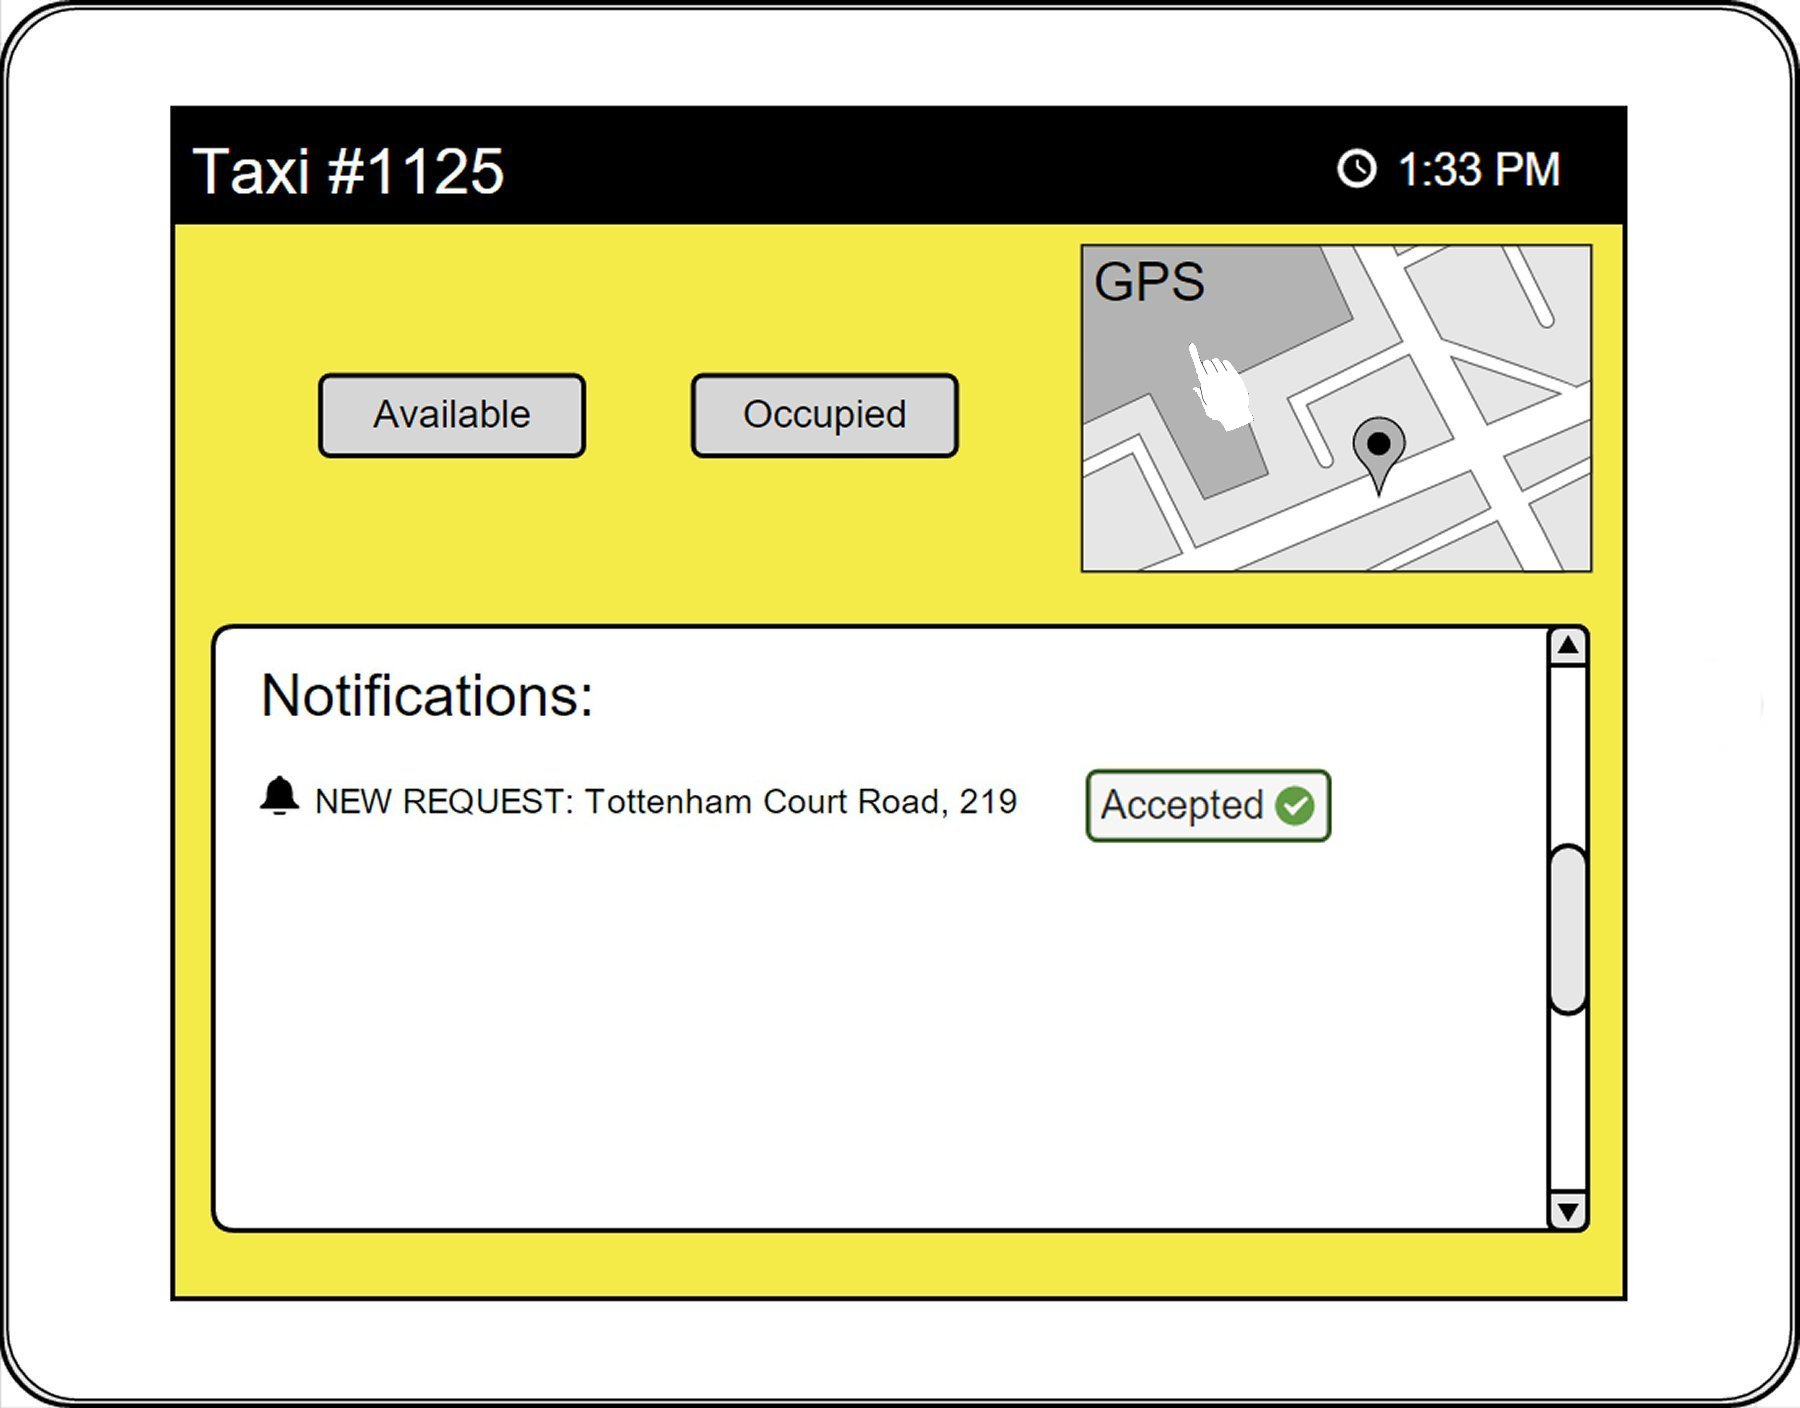 Taxi #1125
1:33 PM
GPS
Available
Occupied
Notifications:
NEW REQUEST: Tottenham Court Road, 219
Accepted